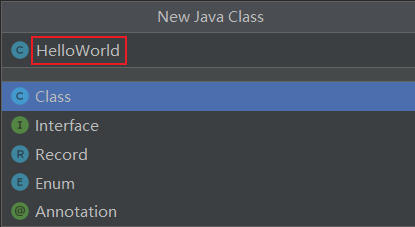 New Java Class
C HelloWorld
C Class
I Interface
R Record
E Enum
@ Annotation